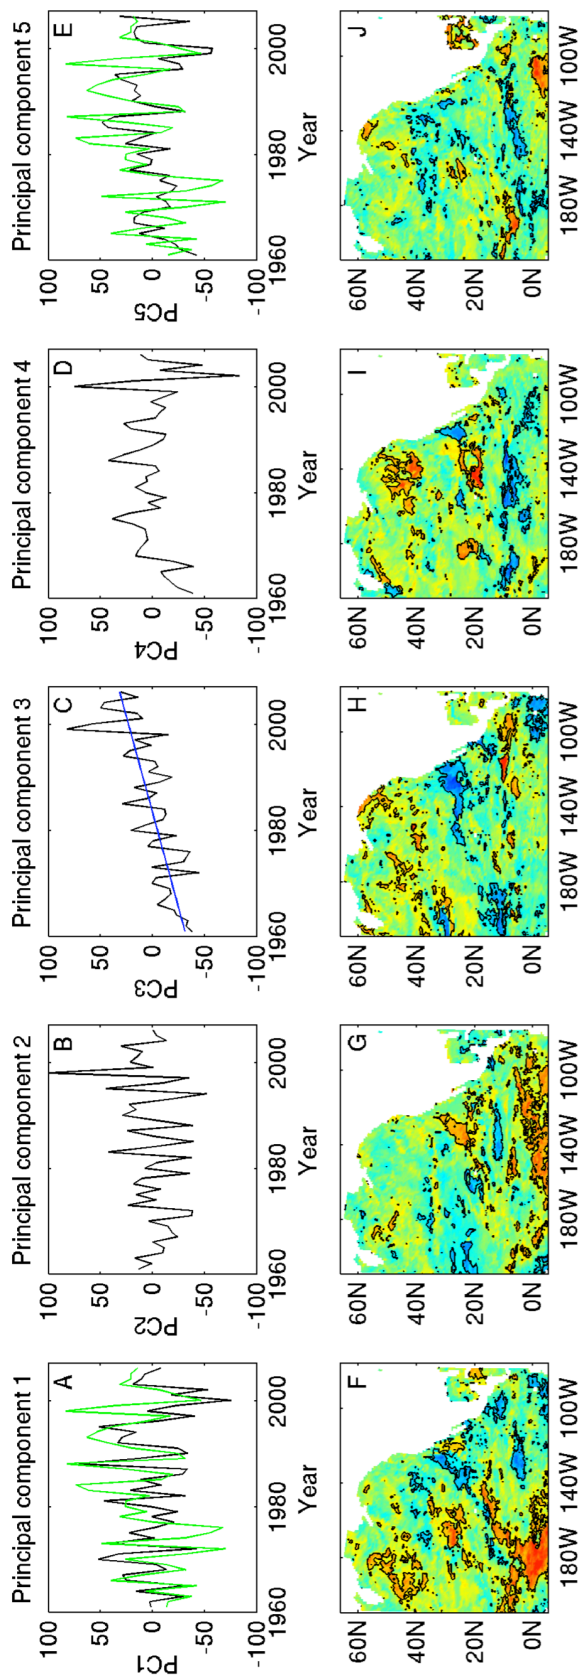 Principal component 1
A
100
50
0
-50
-100
PC1
1960
1980
2000
Year
Principal component 2
B
100
50
0
-50
-100
PC2
1960
1980
2000
Year
Principal component 3
C
100
50
0
-50
-100
PC3
1960
1980
2000
Year
Principal component 4
D
100
50
0
-50
-100
PC4
1960
1980
2000
Year
Principal component 5
E
100
50
0
-50
-100
PC5
1960
1980
2000
Year
F
60N
40N
20N
0N
180W
140W
100W
G
60N
40N
20N
0N
180W
140W
100W
H
60N
40N
20N
0N
180W
140W
100W
I
60N
40N
20N
0N
180W
140W
100W
J
60N
40N
20N
0N
180W
140W
100W